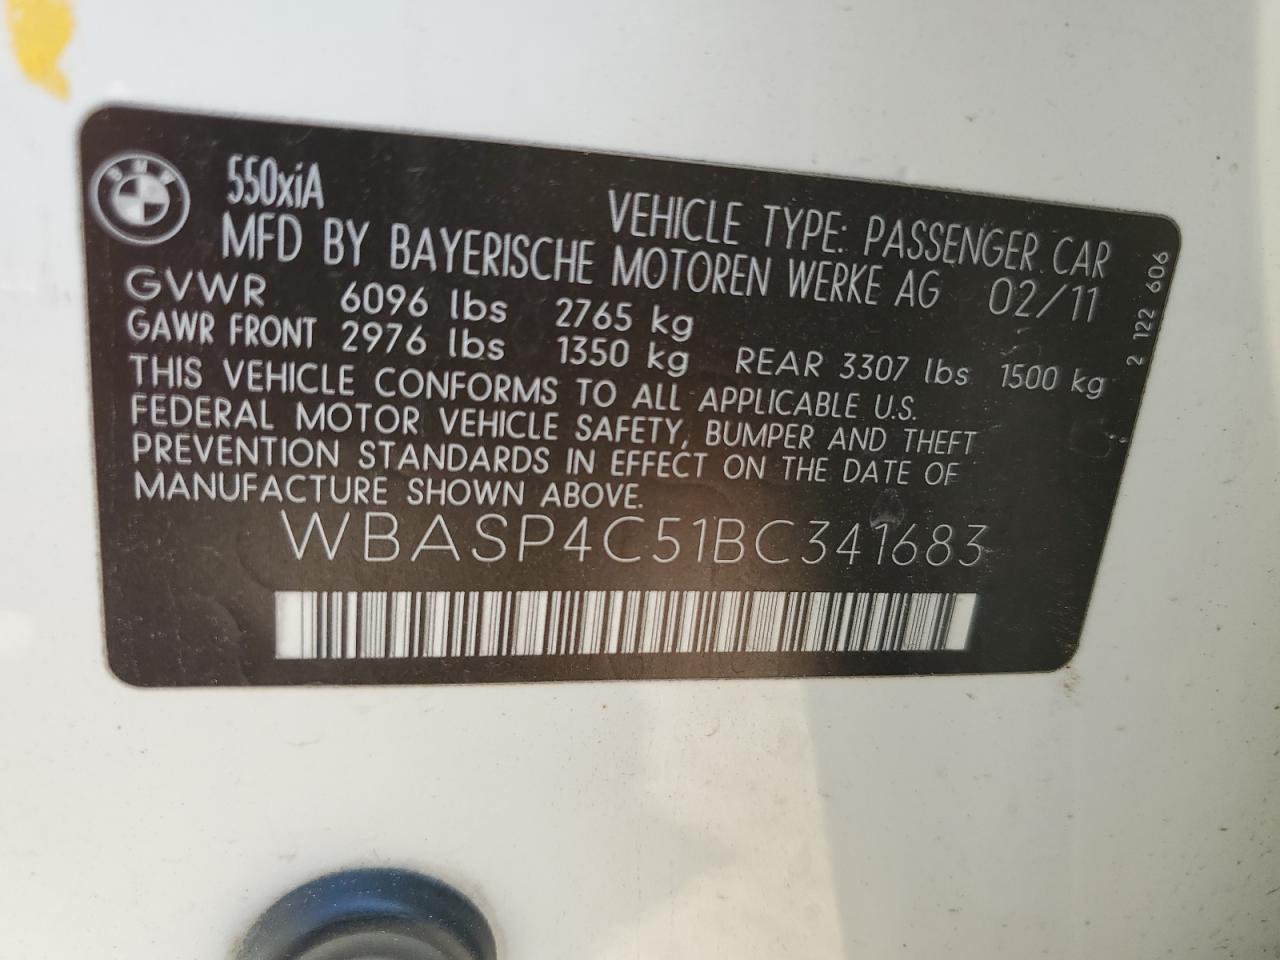 BMW
550xiA
VEHICLE TYPE: PASSENGER CAR
MFD BY BAYERISCHE MOTOREN WERKE AG 02/11
GVWR 6096 lbs 2765 kg
GAWR FRONT 2976 lbs 1350 kg REAR 3307 lbs 1500 kg
THIS VEHICLE CONFORMS TO ALL APPLICABLE U.S.
FEDERAL MOTOR VEHICLE SAFETY, BUMPER AND THEFT
PREVENTION STANDARDS IN EFFECT ON THE DATE OF
MANUFACTURE SHOWN ABOVE.
WBASP4C51BC341683
2 122 606